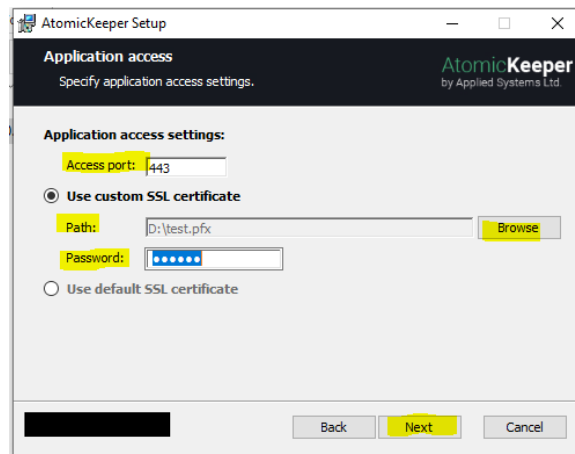 AtomicKeeper Setup
Application access
Specify application access settings.
AtomicKeeper
by Applied Systems Ltd.
Application access settings:
Access port: 443
Use custom SSL certificate
Path: D:\test.pfx Browse
Password: ●●●●●●
Use default SSL certificate
Back Next Cancel